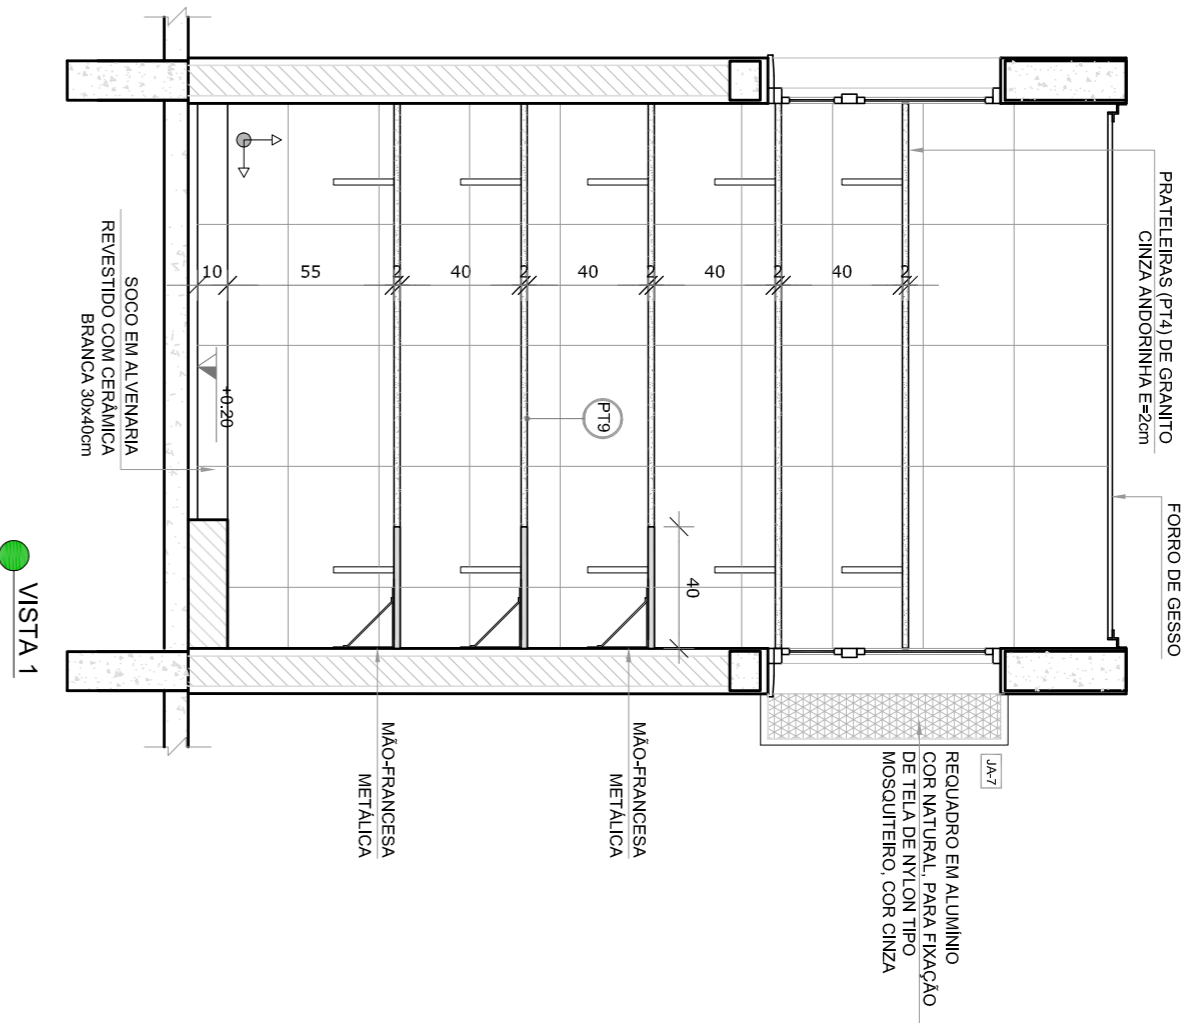 PRATELEIRAS (PT4) DE GRANITO
CINZA ANDORINHA E=2cm
FORRO DE GESSO
JA-7
REQUADRO EM ALUMÍNIO
COR NATURAL, PARA FIXAÇÃO
DE TELA DE NYLON TIPO
MOSQUITEIRO, COR CINZA
2
40
2
40
2
40
2
40
2
55
10
PT9
40
MÃO-FRANCESA
METÁLICA
MÃO-FRANCESA
METÁLICA
+0.20
SOCO EM ALVENARIA
REVESTIDO COM CERÂMICA
BRANCA 30x40cm
VISTA 1